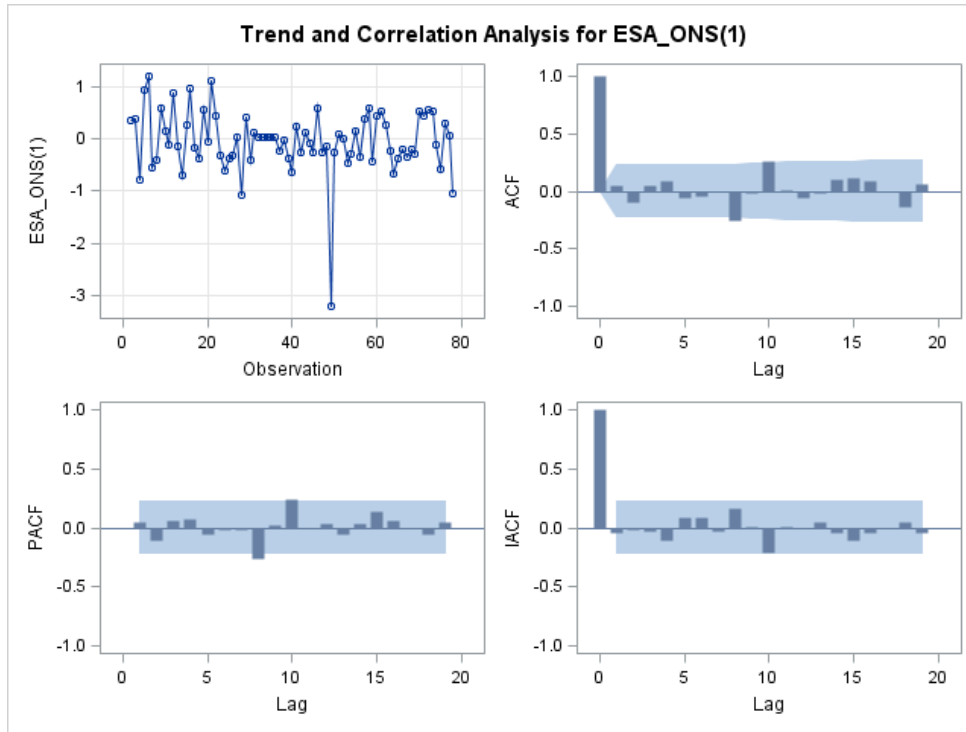 Trend and Correlation Analysis for ESA_ONS(1)
ESA_ONS(1)
1
0
-1
-2
-3
0 20 40 60 80
Observation
ACF
1.0
0.5
0.0
-0.5
-1.0
0 5 10 15 20
Lag
PACF
1.0
0.5
0.0
-0.5
-1.0
0 5 10 15 20
Lag
IACF
1.0
0.5
0.0
-0.5
-1.0
0 5 10 15 20
Lag